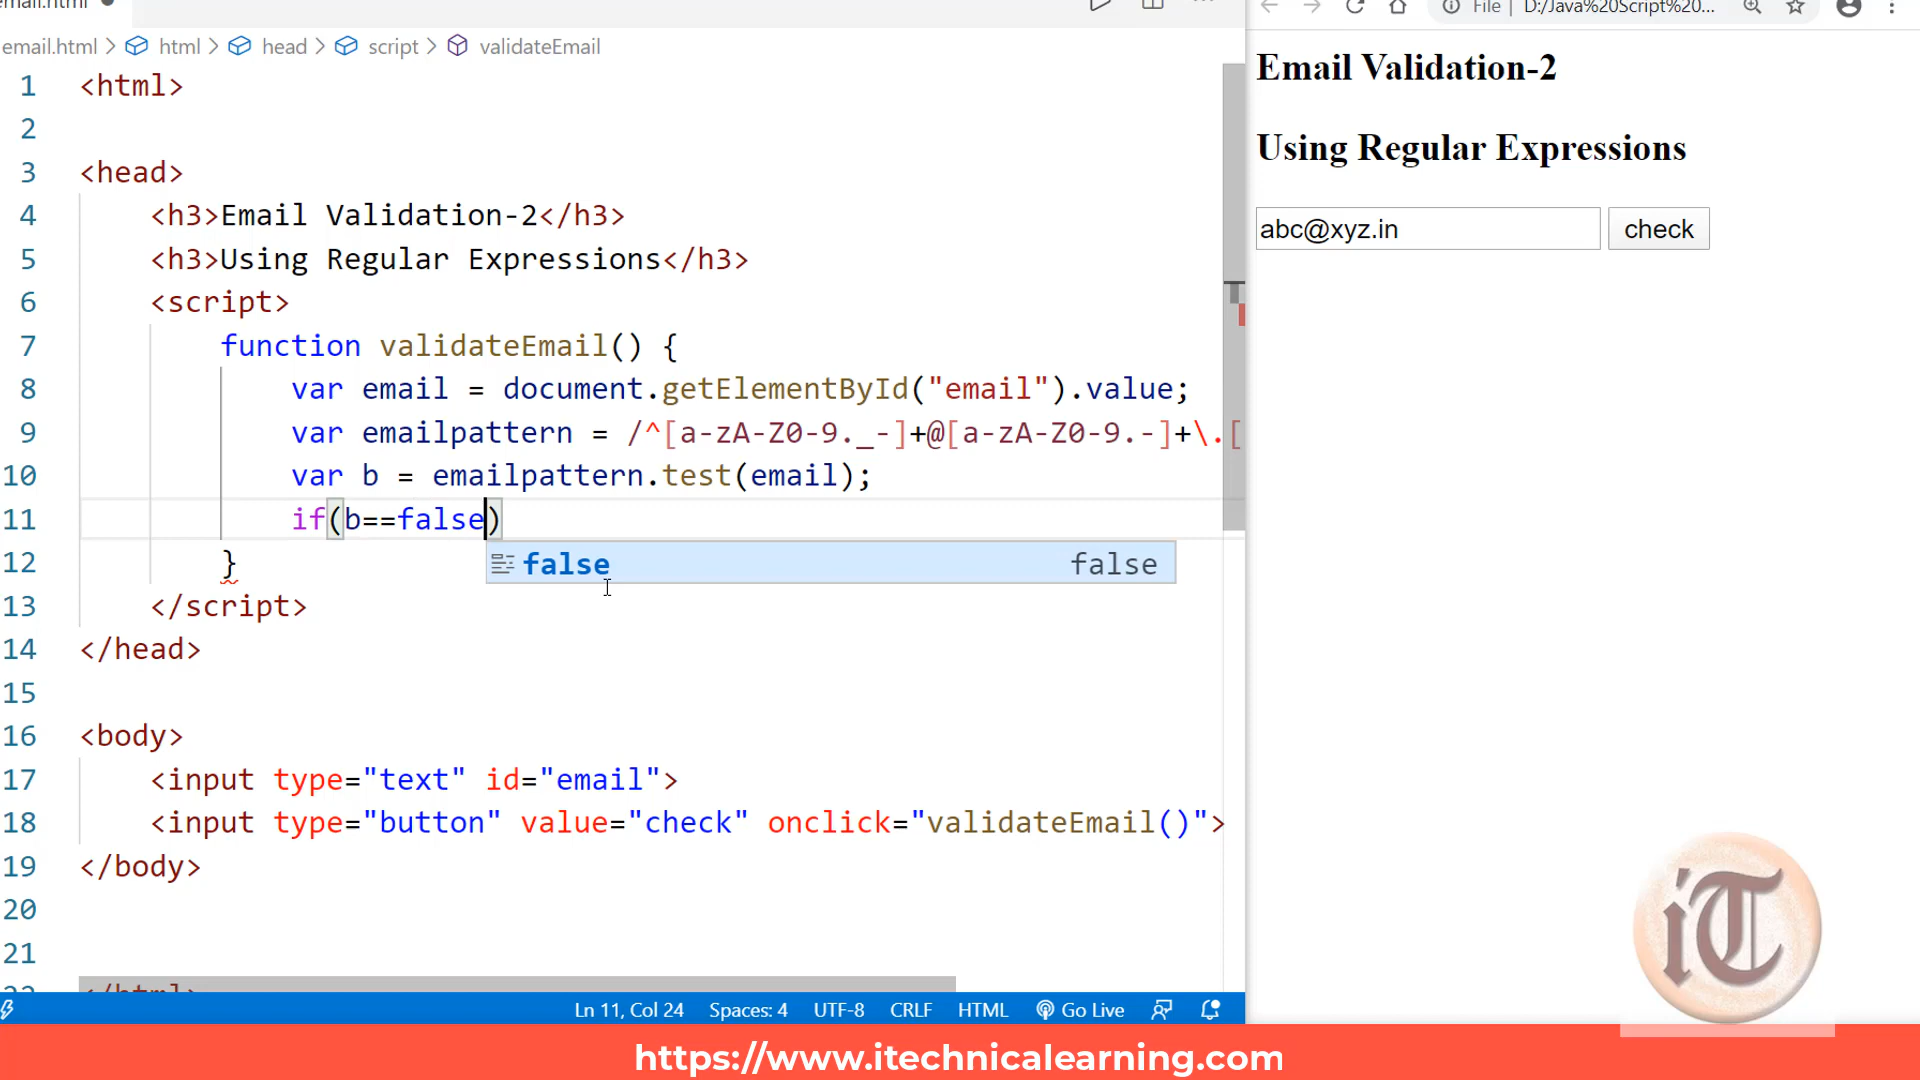 email.html
File | D:/Java%20Script%20...
email.html > html > head > script > validateEmail
1 <html>
2
3 <head>
4 <h3>Email Validation-2</h3>
5 <h3>Using Regular Expressions</h3>
6 <script>
7 function validateEmail() {
8 var email = document.getElementById("email").value;
9 var emailpattern = /^[a-zA-Z0-9._-]+@[a-zA-Z0-9.-]+\.[
10 var b = emailpattern.test(email);
11 if(b==false)
false false
12 }
13 </script>
14 </head>
15
16 <body>
17 <input type="text" id="email">
18 <input type="button" value="check" onclick="validateEmail()">
19 </body>
20
21
22 </html>
Ln 11, Col 24 Spaces: 4 UTF-8 CRLF HTML Go Live
Email Validation-2
Using Regular Expressions
abc@xyz.in check
iT
https://www.itechnicalearning.com